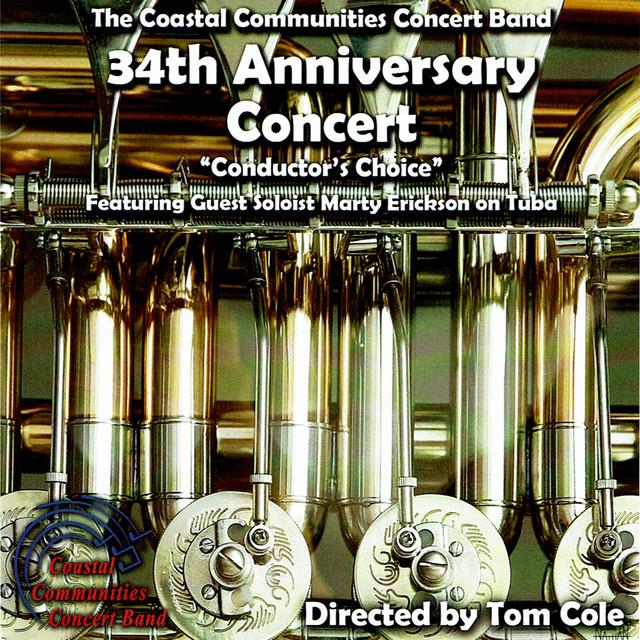 The Coastal Communities Concert Band
34th Anniversary
Concert
“Conductor’s Choice”
Featuring Guest Soloist Marty Erickson on Tuba
Coastal
Communities
Concert Band
Directed by Tom Cole